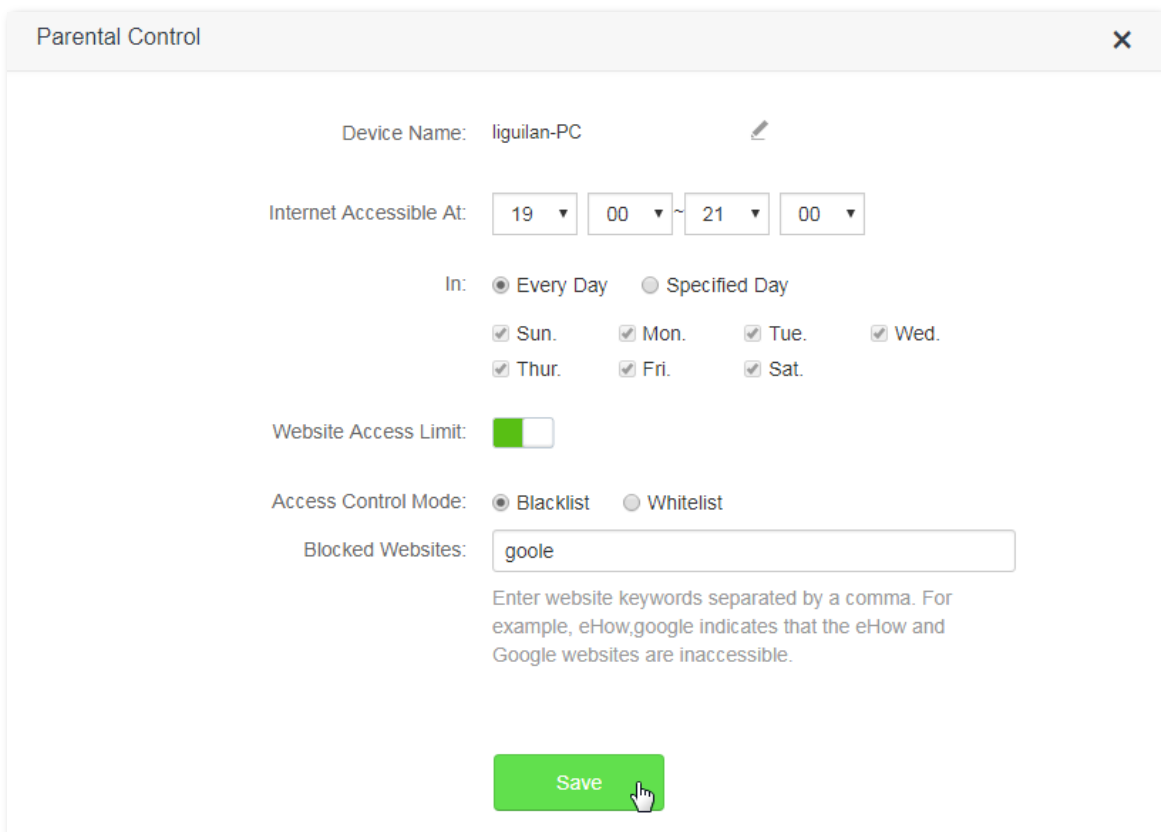 Parental Control
Device Name: liguilan-PC
Internet Accessible At: 19 00 ~ 21 00
In: Every Day Specified Day
Sun. Mon. Tue. Wed.
Thur. Fri. Sat.
Website Access Limit:
Access Control Mode: Blacklist Whitelist
Blocked Websites: goole
Enter website keywords separated by a comma. For
example, eHow,google indicates that the eHow and
Google websites are inaccessible.
Save